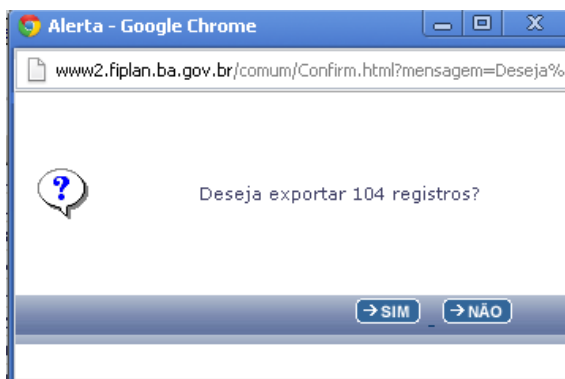 Alerta - Google Chrome
www2.fiplan.ba.gov.br/comum/Confirm.html?mensagem=Deseja%
?
Deseja exportar 104 registros?
SIM NÃO